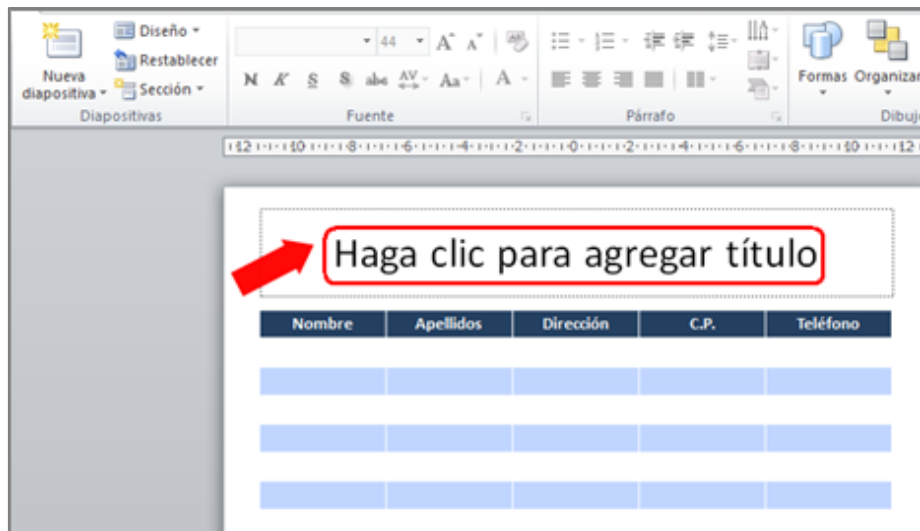 Diseño
Restablecer
Nueva diapositiva
Sección
Diapositivas
44
A A
N K S S abc AV Aa A
Fuente
Párrafo
Formas Organizar
Dibujo
12 10 8 6 4 2 0 2 4 6 8 10 12
Haga clic para agregar título
Nombre Apellidos Dirección C.P. Teléfono